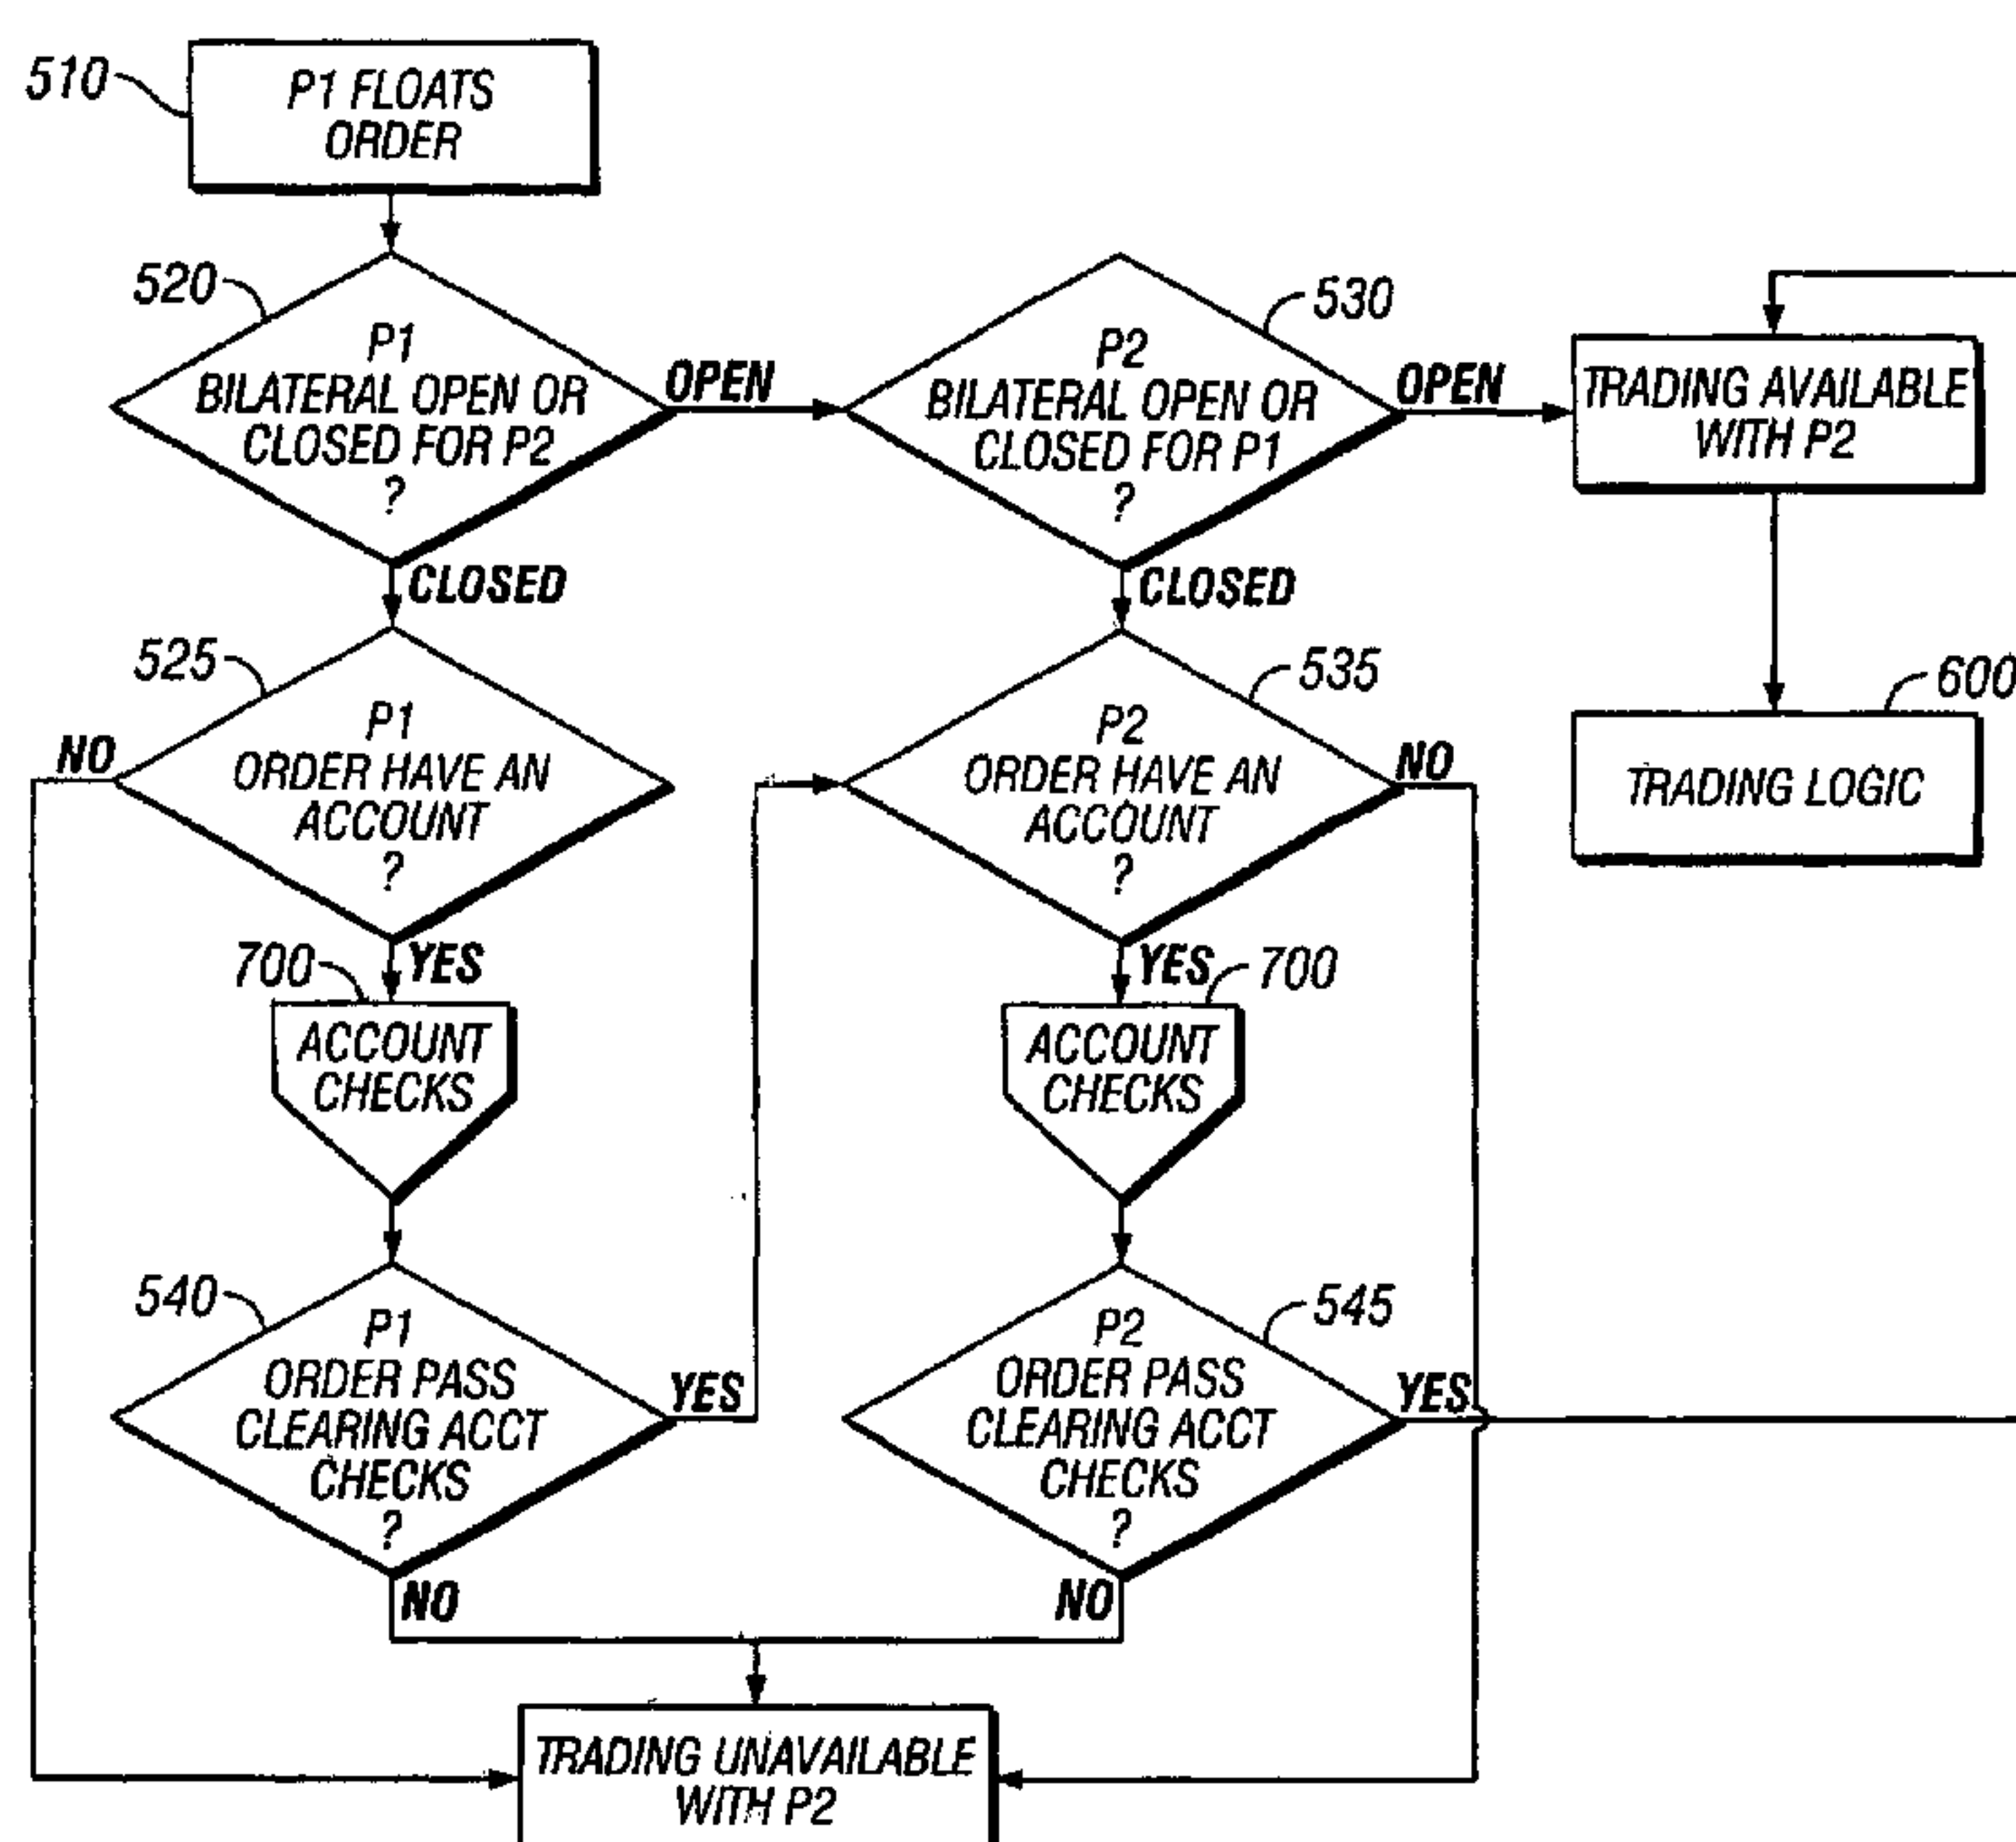 510
P1 FLOATS
ORDER
520
P1
BILATERAL OPEN OR
CLOSED FOR P2
?
OPEN
CLOSED
530
P2
BILATERAL OPEN OR
CLOSED FOR P1
?
OPEN
CLOSED
TRADING AVAILABLE
WITH P2
600
TRADING LOGIC
525
P1
ORDER HAVE AN
ACCOUNT
?
NO
YES
535
P2
ORDER HAVE AN
ACCOUNT
?
NO
YES
700
ACCOUNT
CHECKS
700
ACCOUNT
CHECKS
540
P1
ORDER PASS
CLEARING ACCT
CHECKS
?
YES
NO
545
P2
ORDER PASS
CLEARING ACCT
CHECKS
?
YES
NO
TRADING UNAVAILABLE
WITH P2